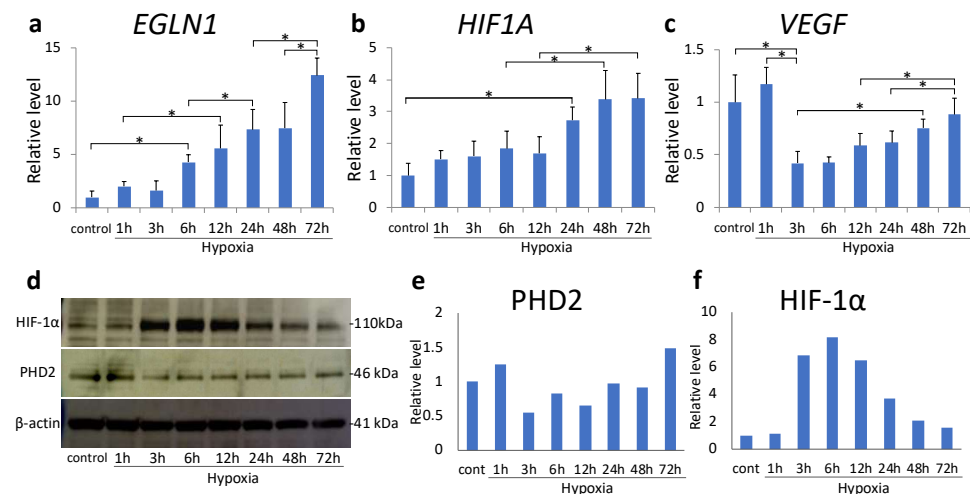 a EGLN1
Relative level
15
10
5
0
* * * * *
control 1h 3h 6h 12h 24h 48h 72h
Hypoxia
b HIF1A
Relative level
5
4
3
2
1
0
* * *
control 1h 3h 6h 12h 24h 48h 72h
Hypoxia
c VEGF
Relative level
1.5
1
0.5
0
* * * * *
control 1h 3h 6h 12h 24h 48h 72h
Hypoxia
d
HIF-1α -110kDa
PHD2 -46 kDa
β-actin -41 kDa
control 1h 3h 6h 12h 24h 48h 72h
Hypoxia
e PHD2
Relative level
2
1.5
1
0.5
0
cont 1h 3h 6h 12h 24h 48h 72h
Hypoxia
f HIF-1α
Relative level
10
8
6
4
2
0
cont 1h 3h 6h 12h 24h 48h 72h
Hypoxia